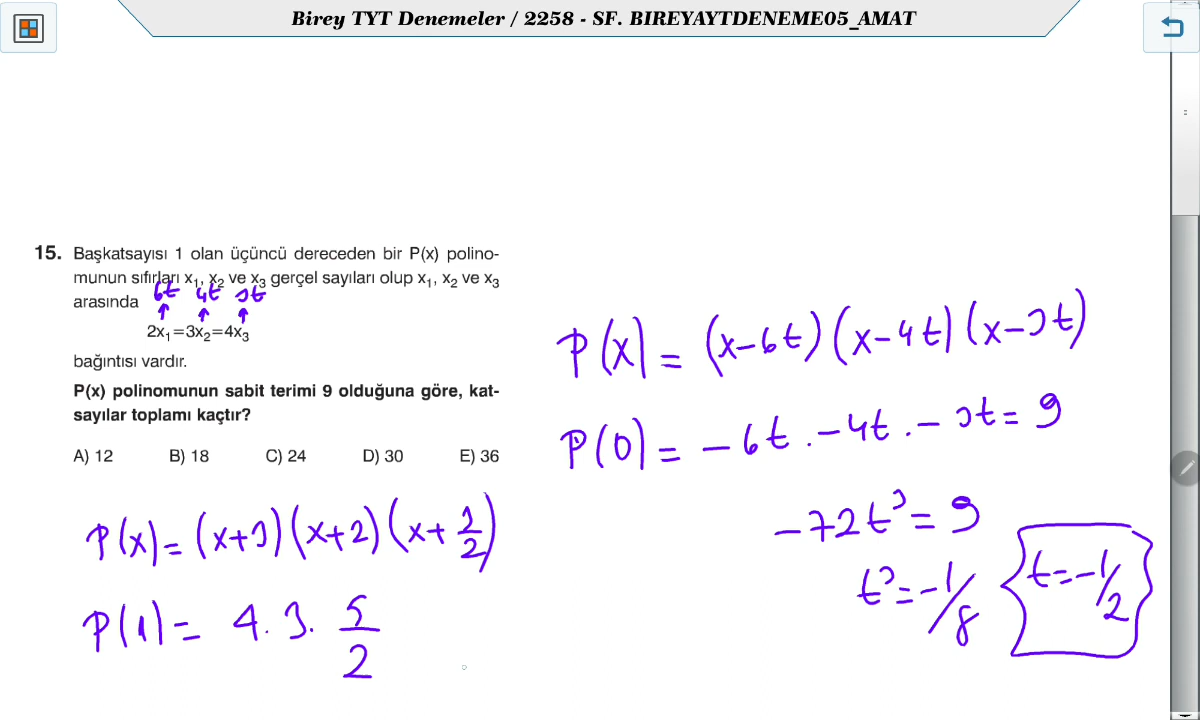 Birey TYT Denemeler / 2258 - SF. BIREYAYTDENEME05_AMAT
15. Başkatsayısı 1 olan üçüncü dereceden bir P(x) polino-
munun sıfırları x₁, x₂ ve x₃ gerçel sayıları olup x₁, x₂ ve x₃
arasında
6t 4t 3t
2x₁=3x₂=4x₃
bağıntısı vardır.
P(x) polinomunun sabit terimi 9 olduğuna göre, kat-
sayılar toplamı kaçtır?
A) 12 B) 18 C) 24 D) 30 E) 36
P(x) = (x+3)(x+2)(x+3/2)
P(1) = 4.3.5/2
P(x) = (x-6t)(x-4t)(x-3t)
P(0) = -6t.-4t.-3t = 9
-72t³ = 9
t³ = -1/8
t = -1/2